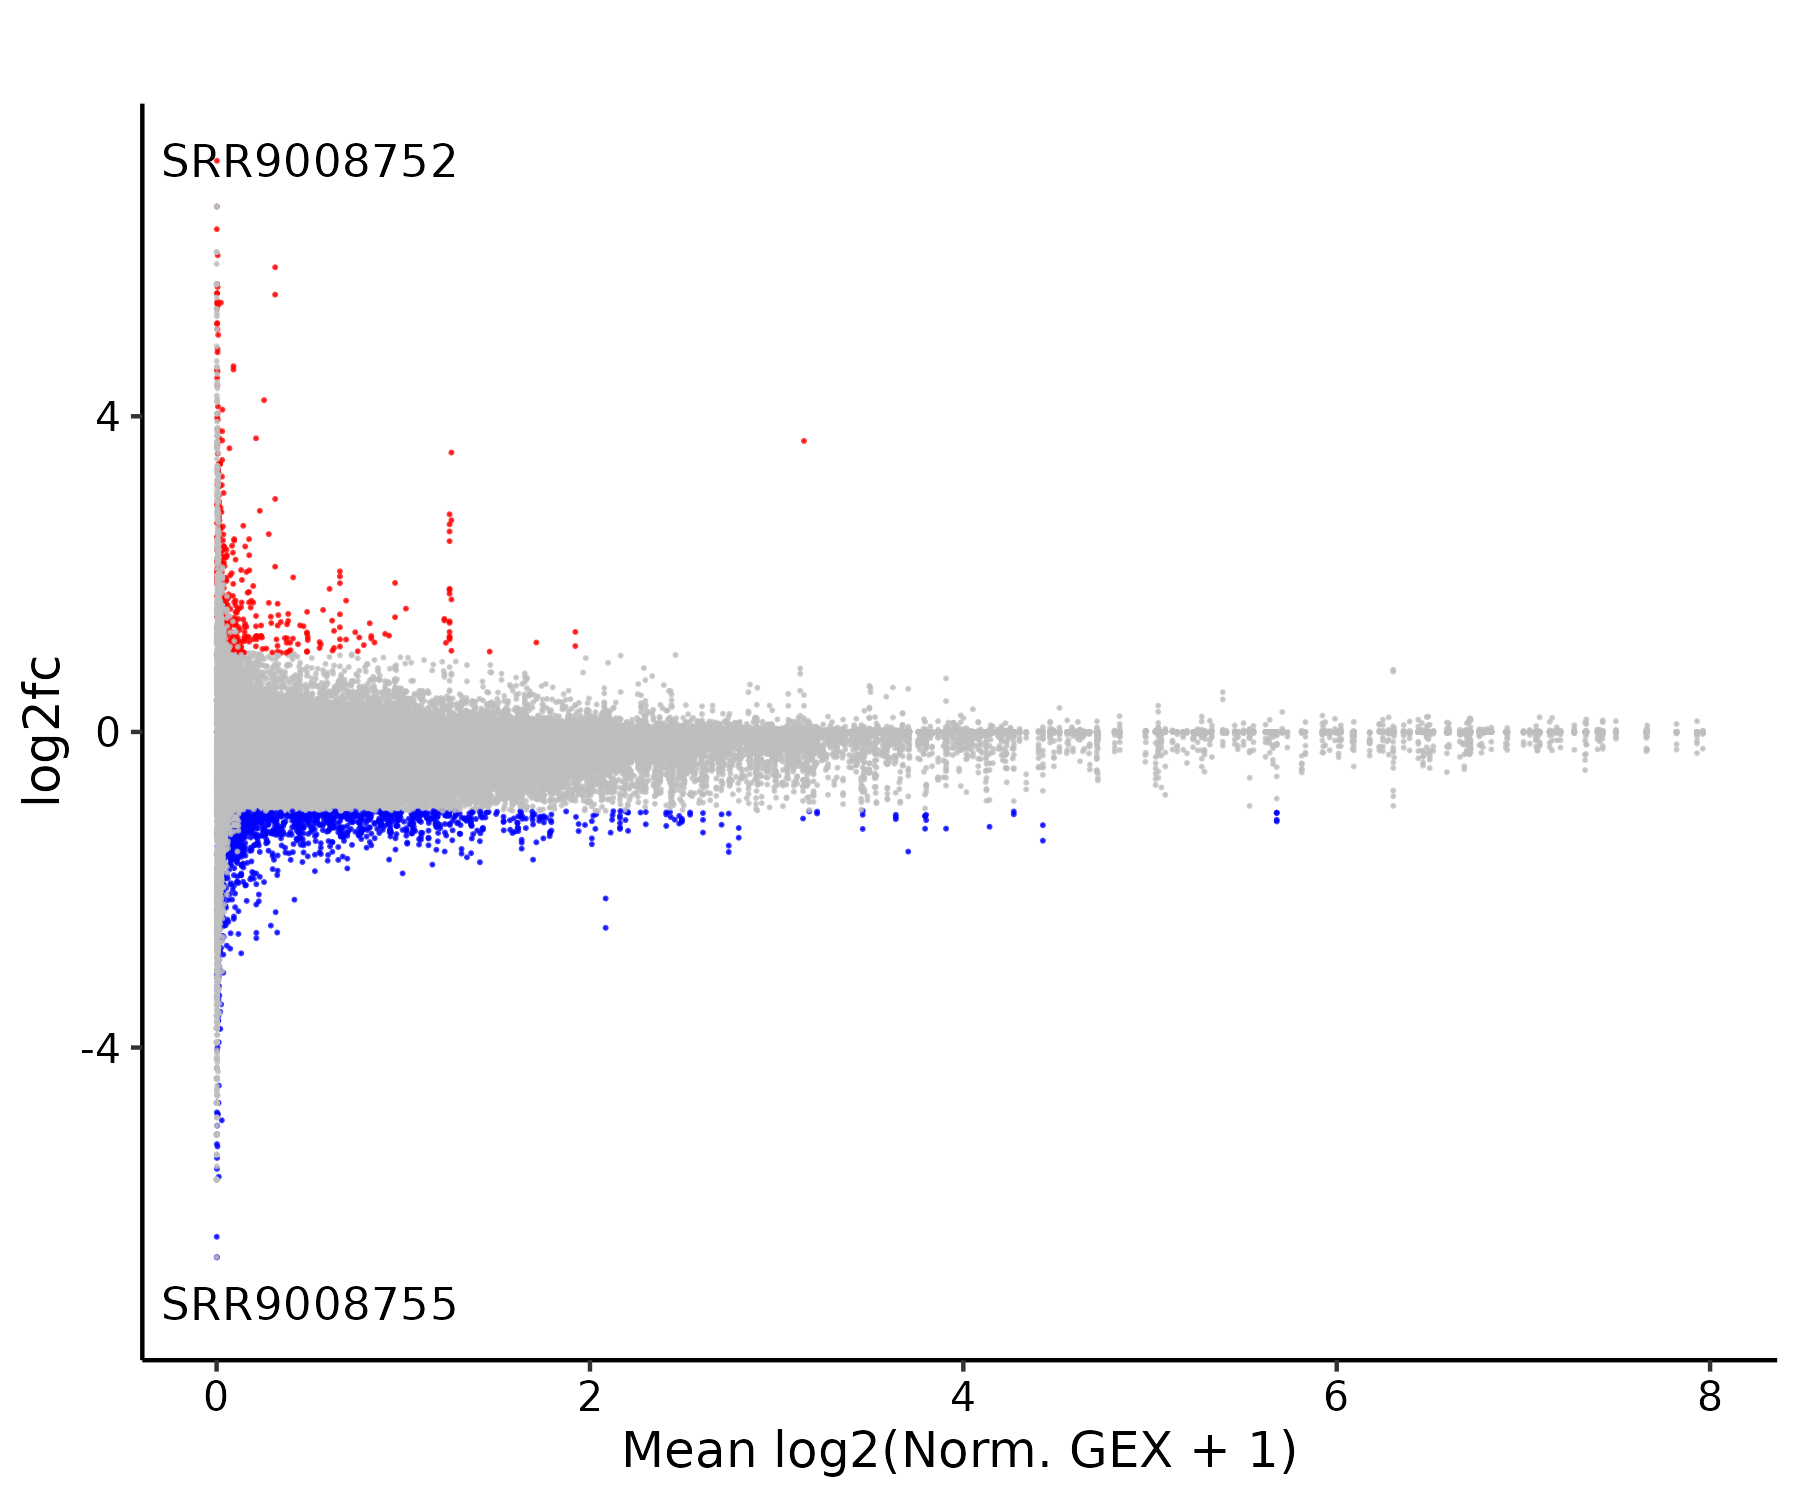 SRR9008752
4
0
-4
log2fc
SRR9008755
0 2 4 6 8
Mean log2(Norm. GEX + 1)